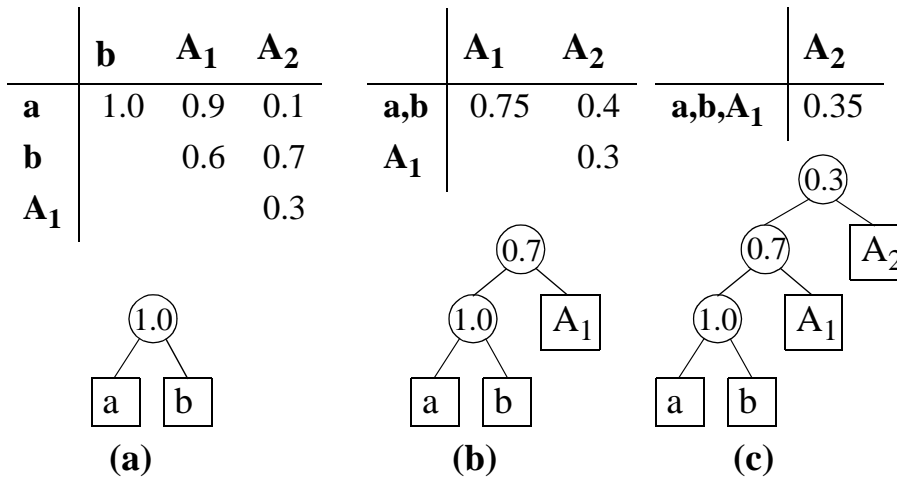 b A1 A2
a 1.0 0.9 0.1
b 0.6 0.7
A1 0.3
1.0
a b
(a)
A1 A2
a,b 0.75 0.4
A1 0.3
0.7
1.0 A1
a b
(b)
A2
a,b,A1 0.35
0.3
0.7 A2
1.0 A1
a b
(c)